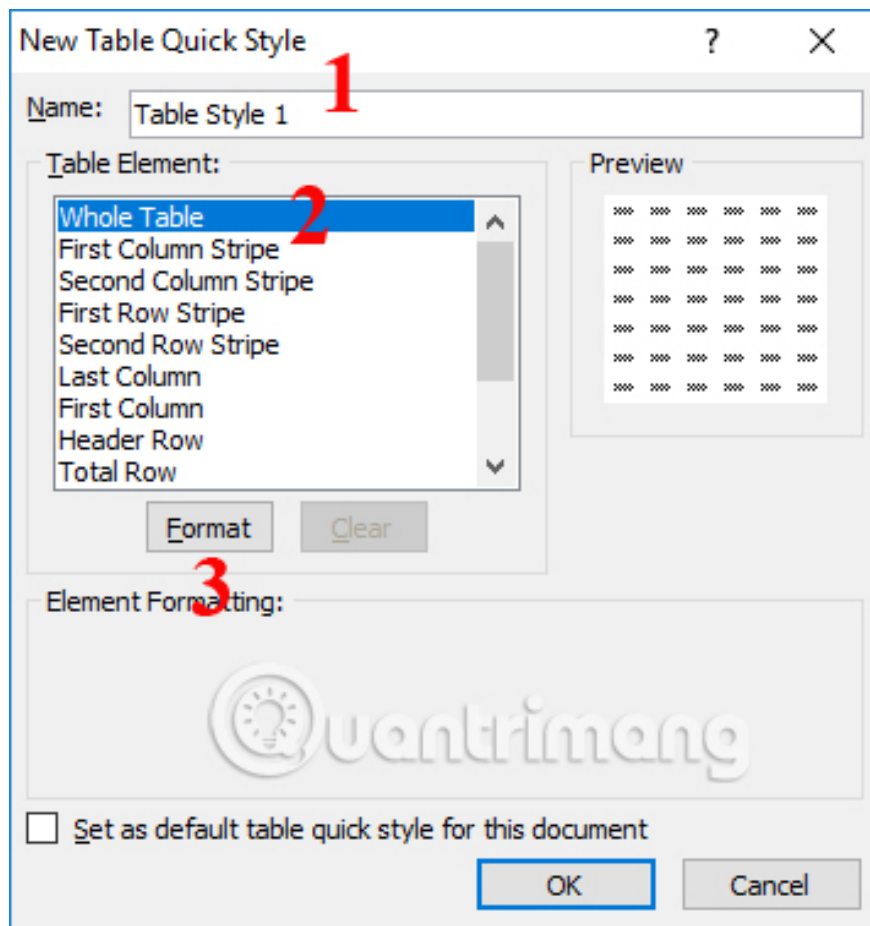 New Table Quick Style ? X
1
Name: Table Style 1
Table Element:
Preview
Whole Table
2
First Column Stripe
Second Column Stripe
First Row Stripe
Second Row Stripe
Last Column
First Column
Header Row
Total Row
Format Clear
3
Element Formatting:
Quantrimang
Set as default table quick style for this document
OK Cancel